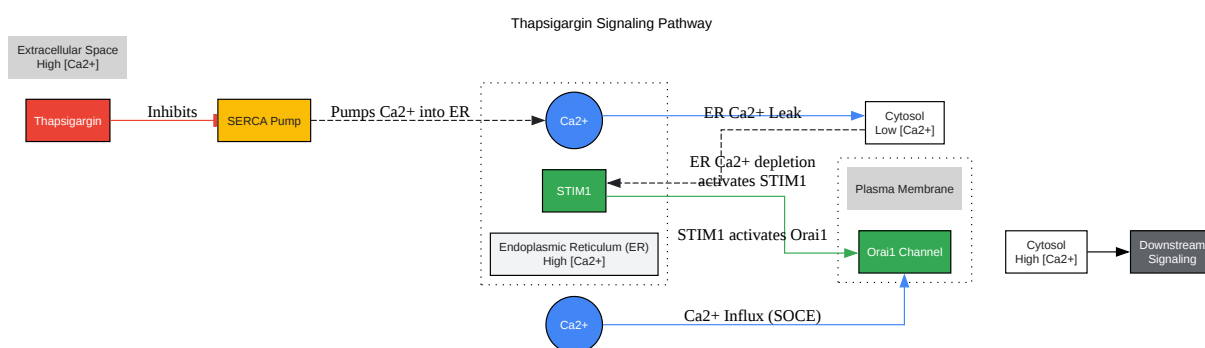 Thapsigargin Signaling Pathway
Extracellular Space
High [Ca2+]
Thapsigargin
Inhibits
SERCA Pump
Pumps Ca2+ into ER
Ca2+
ER Ca2+ Leak
Cytosol
Low [Ca2+]
ER Ca2+ depletion
activates STIM1
STIM1
Plasma Membrane
STIM1 activates Orai1
Endoplasmic Reticulum (ER)
High [Ca2+]
Orai1 Channel
Cytosol
High [Ca2+]
Downstream
Signaling
Ca2+
Ca2+ Influx (SOCE)